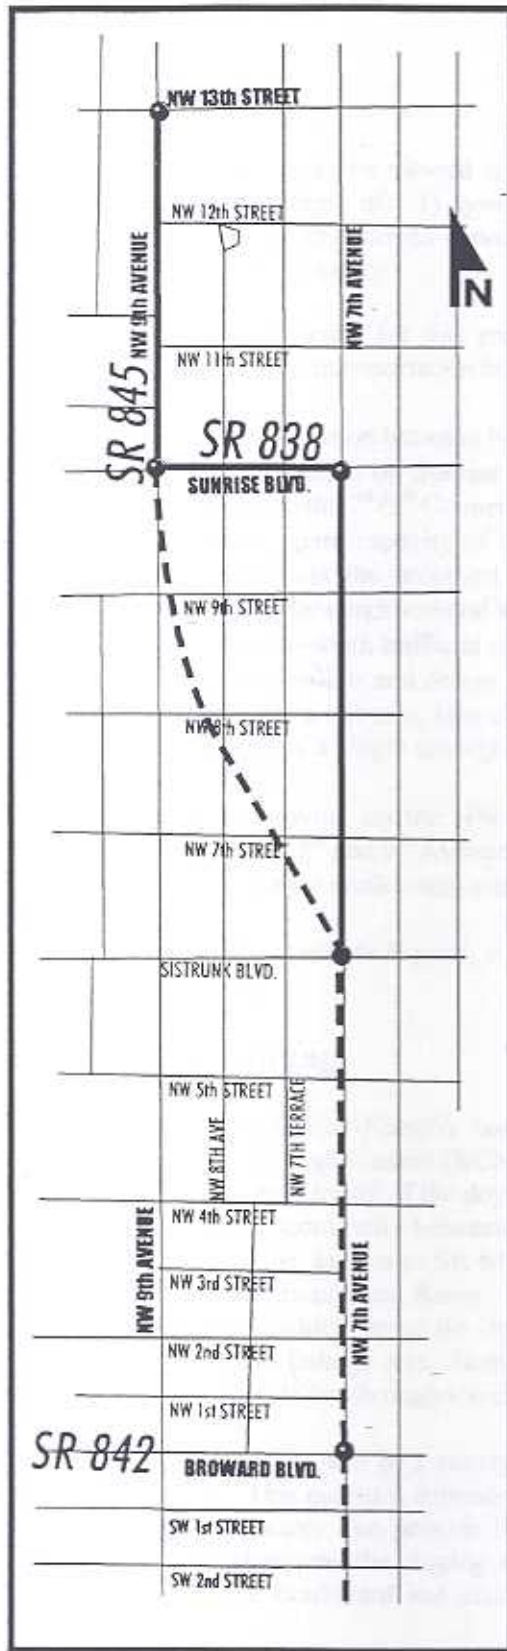 NW 13th STREET
NW 12th STREET
NW 9th AVENUE
NW 7th AVENUE
N
NW 11th STREET
SR 845
SR 838
SUNRISE BLVD.
NW 9th STREET
NW 8th STREET
NW 7th STREE
SISTRUNK BLVD.
NW 5th STREET
NW 8TH AVE
NW 7TH TERRACE
NW 4th STREET
NW 9th AVENUE
NW 7th AVENUE
NW 3rd STREET
NW 2nd STREET
NW 1st STREET
SR 842
BROWARD BLVD.
SW 1st STREET
SW 2nd STREET